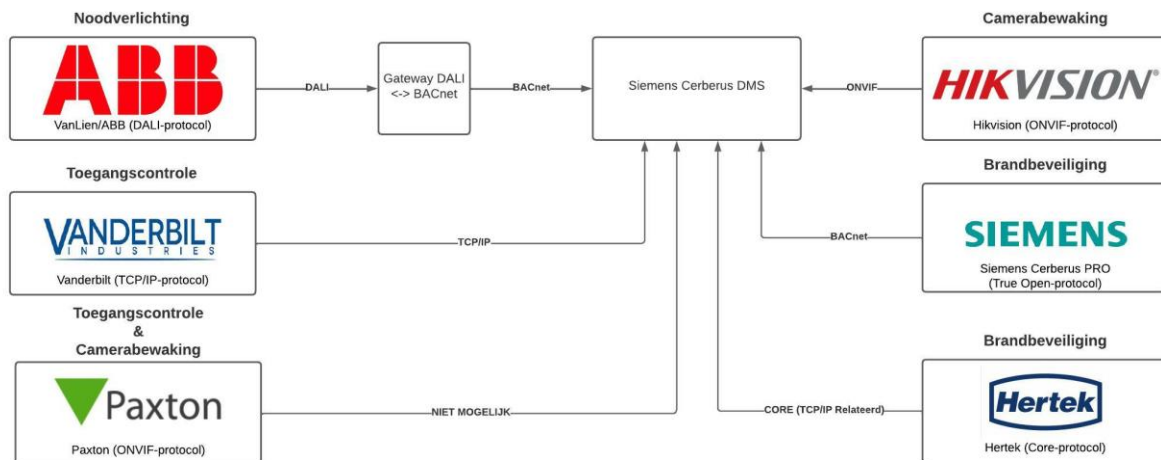 Noodverlichting
ABB
VanLien/ABB (DALI-protocol)
DALI
Gateway DALI
<-> BACnet
BACnet
Siemens Cerberus DMS
ONVIF
Camerabewaking
HIKVISION®
Hikvision (ONVIF-protocol)
Toegangscontrole
VANDERBILT
INDUSTRIES
Vanderbilt (TCP/IP-protocol)
TCP/IP
Brandbeveiliging
BACnet
SIEMENS
Siemens Cerberus PRO
(True Open-protocol)
Toegangscontrole
&
Camerabewaking
Paxton
Paxton (ONVIF-protocol)
NIET MOGELIJK
Brandbeveiliging
CORE (TCP/IP Relateerd)
Hertek
Hertek (Core-protocol)